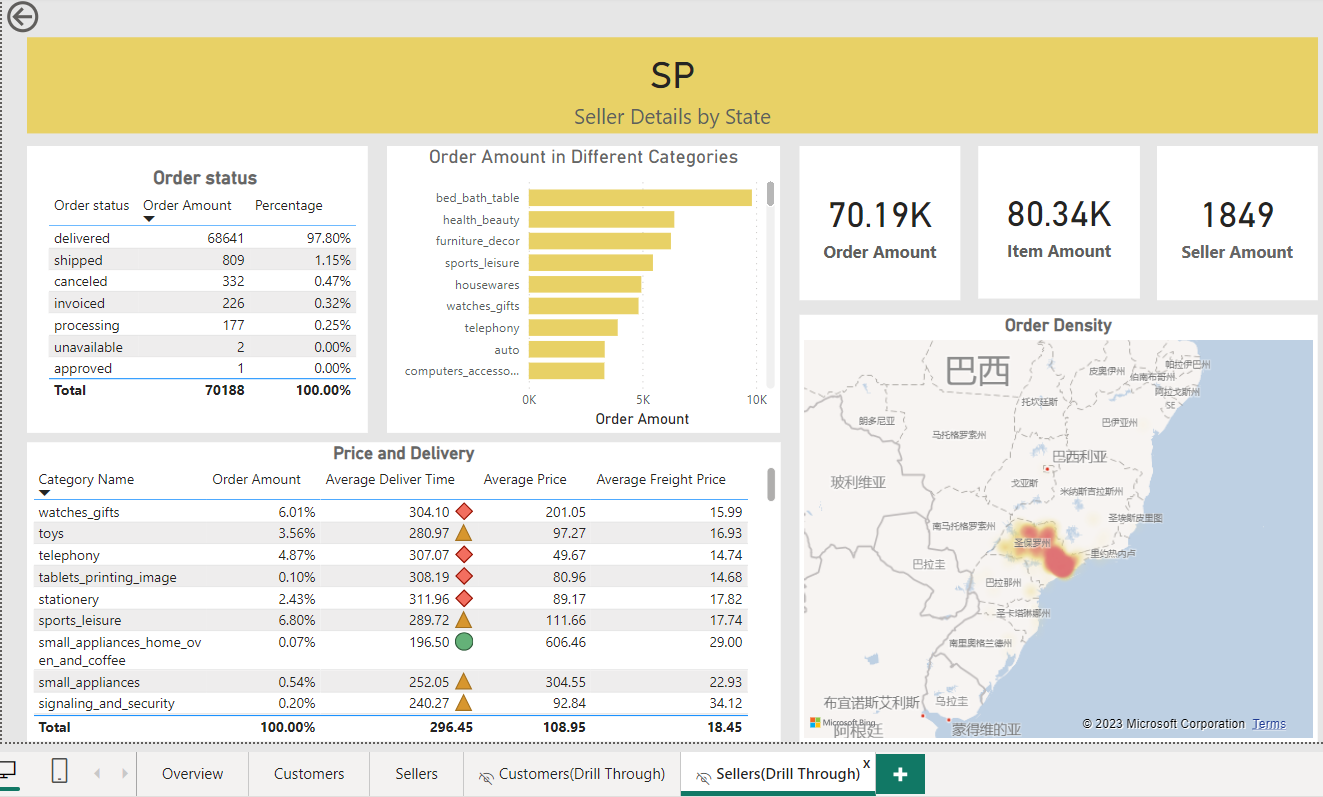 SP
Seller Details by State
Order status
Order status Order Amount Percentage
delivered 68641 97.80%
shipped 809 1.15%
canceled 332 0.47%
invoiced 226 0.32%
processing 177 0.25%
unavailable 2 0.00%
approved 1 0.00%
Total 70188 100.00%
Order Amount in Different Categories
bed_bath_table
health_beauty
furniture_decor
sports_leisure
housewares
watches_gifts
telephony
auto
computers_accesso...
0K 5K 10K
Order Amount
70.19K
Order Amount
80.34K
Item Amount
1849
Seller Amount
Price and Delivery
Category Name Order Amount Average Deliver Time Average Price Average Freight Price
watches_gifts 6.01% 304.10 201.05 15.99
toys 3.56% 280.97 97.27 16.93
telephony 4.87% 307.07 49.67 14.74
tablets_printing_image 0.10% 308.19 80.96 14.68
stationery 2.43% 311.96 89.17 17.82
sports_leisure 6.80% 289.72 111.66 17.74
small_appliances_home_ov 0.07% 196.50 606.46 29.00
en_and_coffee
small_appliances 0.54% 252.05 304.55 22.93
signaling_and_security 0.20% 240.27 92.84 34.12
Total 100.00% 296.45 108.95 18.45
Order Density
巴西
帕拉伊巴州
皮奥伊州
伯南布哥州
阿拉戈斯州
托坎廷斯
SE
朗多尼亚
巴伊亚州
马托格罗索州
巴西利亚
玻利维亚
戈亚斯
米纳斯吉拉斯州
圣埃斯皮里图
南马托格罗索州
圣保罗州
里约热内卢
巴拉圭
巴拉那州
圣卡塔琳娜州
南里奥格兰德州
布宜诺斯艾利斯
乌拉圭
Microsoft Bing
阿根廷
蒙得维的亚
© 2023 Microsoft Corporation Terms
Overview
Customers
Sellers
Customers(Drill Through)
Sellers(Drill Through)
x
+